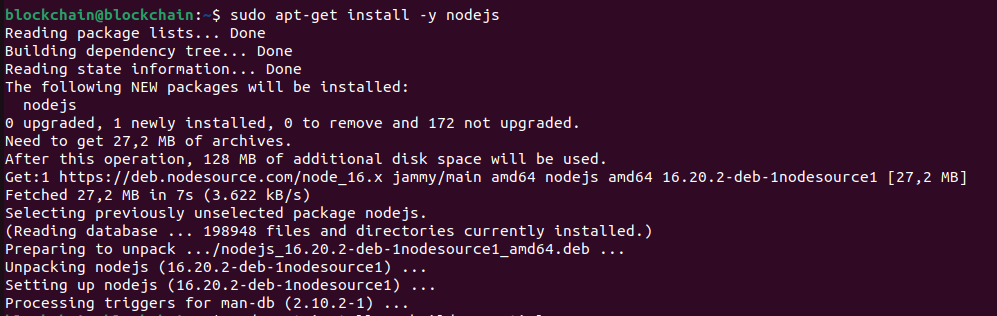 blockchain@blockchain:~$ sudo apt-get install -y nodejs
Reading package lists... Done
Building dependency tree... Done
Reading state information... Done
The following NEW packages will be installed:
  nodejs
0 upgraded, 1 newly installed, 0 to remove and 172 not upgraded.
Need to get 27,2 MB of archives.
After this operation, 128 MB of additional disk space will be used.
Get:1 https://deb.nodesource.com/node_16.x jammy/main amd64 nodejs amd64 16.20.2-deb-1nodesource1 [27,2 MB]
Fetched 27,2 MB in 7s (3.622 kB/s)
Selecting previously unselected package nodejs.
(Reading database ... 198948 files and directories currently installed.)
Preparing to unpack .../nodejs_16.20.2-deb-1nodesource1_amd64.deb ...
Unpacking nodejs (16.20.2-deb-1nodesource1) ...
Setting up nodejs (16.20.2-deb-1nodesource1) ...
Processing triggers for man-db (2.10.2-1) ...